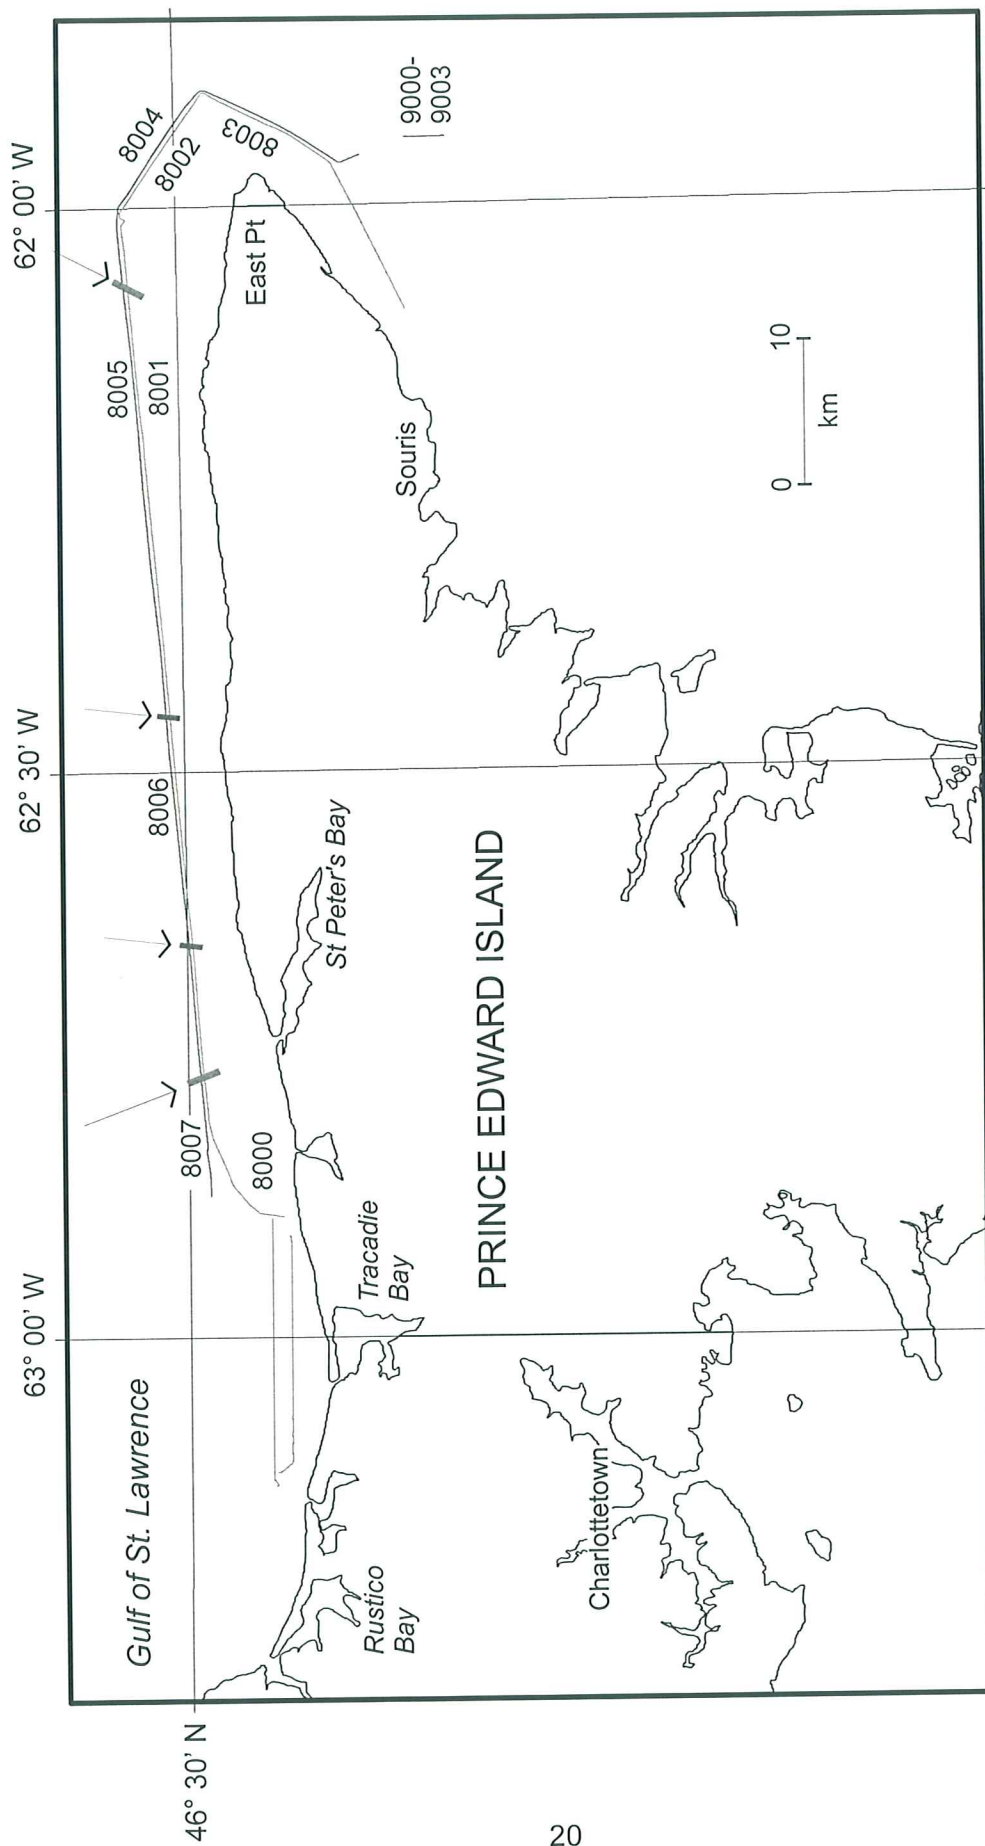 62° 00' W
62° 30' W
63° 00' W
46° 30' N
Gulf of St. Lawrence
8007
8000
8006
8005
8001
8004
8002
8003
9000-
9003
East Pt
Souris
St Peter's Bay
Tracadie
Bay
Rustico
Bay
PRINCE EDWARD ISLAND
Charlottetown
0
10
km
20